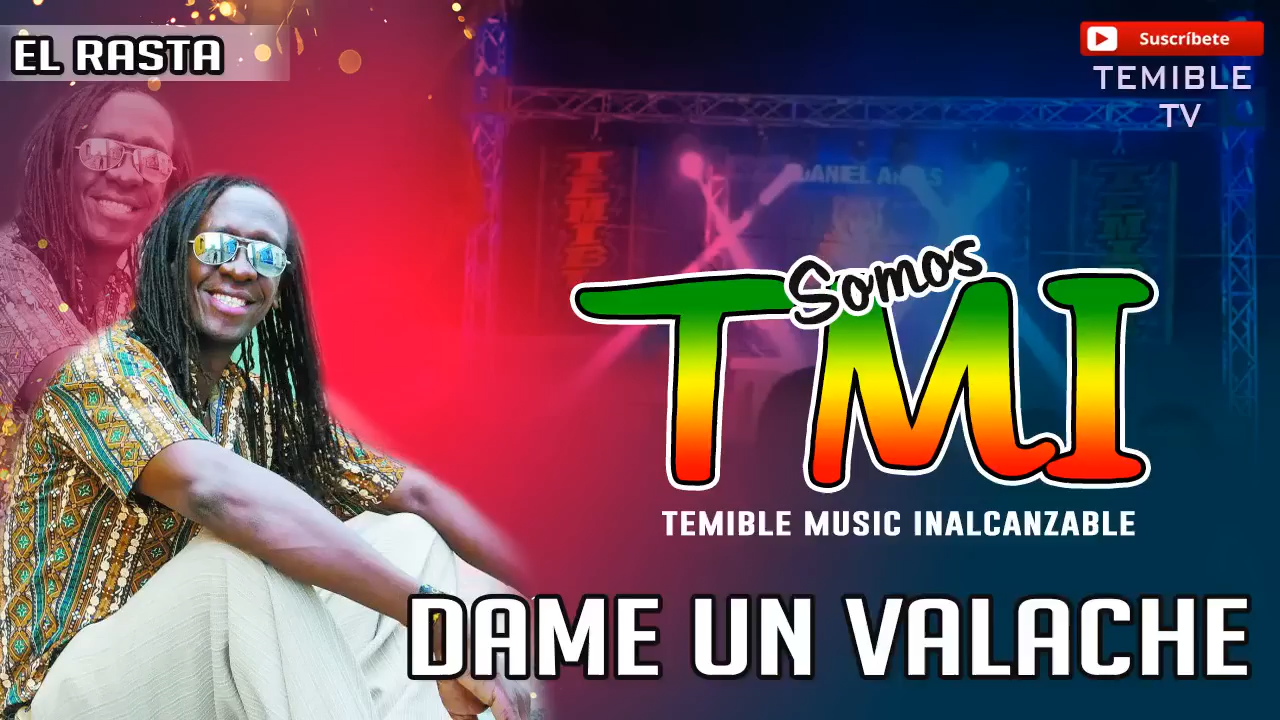 EL RASTA
Suscríbete
TEMIBLE
TV
Somos
TMI
TEMIBLE MUSIC INALCANZABLE
DAME UN VALACHE